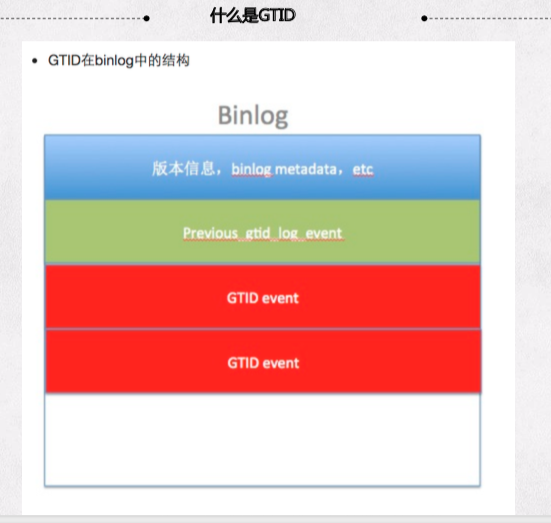 什么是GTID
GTID在binlog中的结构
Binlog
版本信息，binlog metadata，etc
Previous_gtid_log_event
GTID event
GTID event